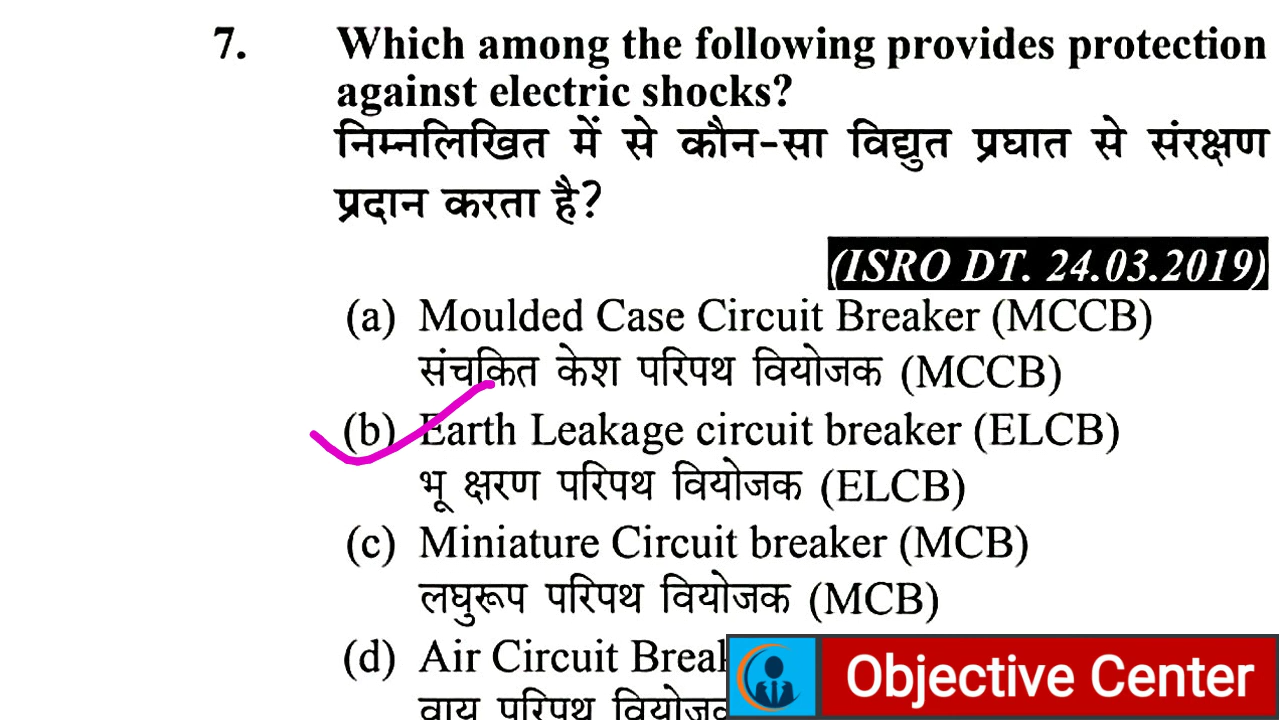 7. Which among the following provides protection
against electric shocks?
निम्नलिखित में से कौन-सा विद्युत प्रघात से संरक्षण
प्रदान करता है?
(ISRO DT. 24.03.2019)
(a) Moulded Case Circuit Breaker (MCCB)
संचकित केश परिपथ वियोजक (MCCB)
(b) Earth Leakage circuit breaker (ELCB)
भू क्षरण परिपथ वियोजक (ELCB)
(c) Miniature Circuit breaker (MCB)
लघुरूप परिपथ वियोजक (MCB)
(d) Air Circuit
वायु परिपथ
Objective Center